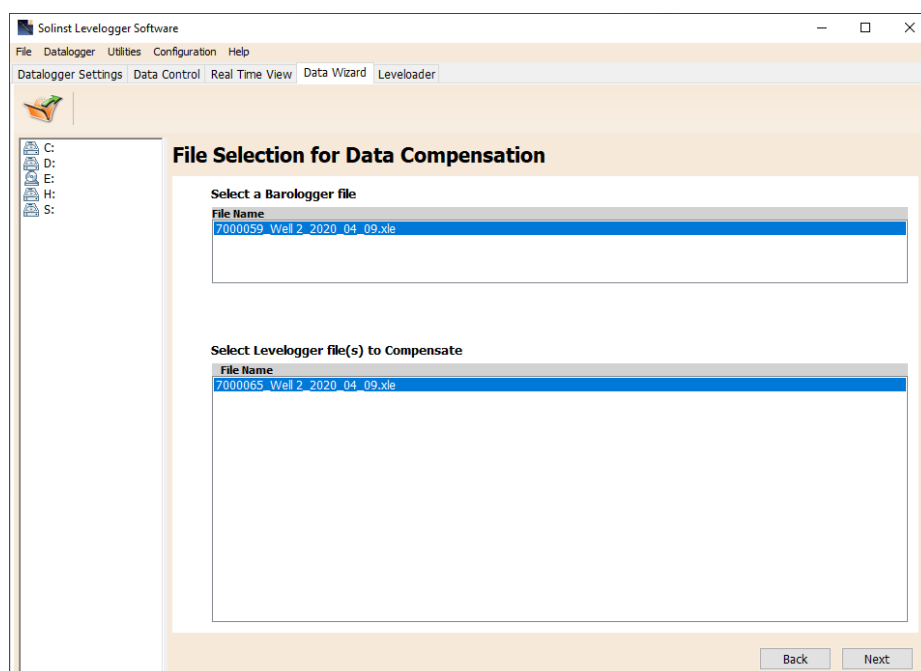 Solinst Levelogger Software
File Datalogger Utilities Configuration Help
Datalogger Settings Data Control Real Time View Data Wizard Leveloader
C:
D:
E:
H:
S:
File Selection for Data Compensation
Select a Barologger file
File Name
7000059_Well 2_2020_04_09.xle
Select Levelogger file(s) to Compensate
File Name
7000065_Well 2_2020_04_09.xle
Back Next